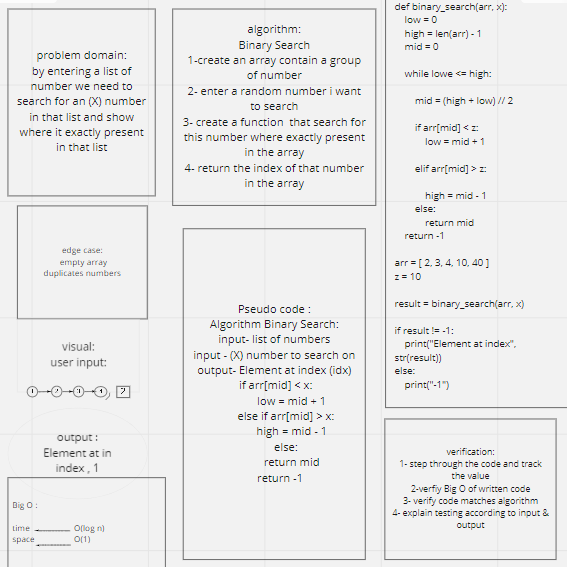 problem domain:
by entering a list of
number we need to
search for an (X) number
in that list and show
where it exactly present
in that list
algorithm:
Binary Search
1-create an array contain a group
of number
2- enter a random number i want
to search
3- create a function that search for
this number where exactly present
in the array
4- return the index of that number
in the array
def binary_search(arr, x):
low = 0
high = len(arr) - 1
mid = 0
while lowe <= high:
mid = (high + low) // 2
if arr[mid] < z:
low = mid + 1
elif arr[mid] > z:
high = mid - 1
else:
return mid
return -1
arr = [ 2, 3, 4, 10, 40 ]
z = 10
result = binary_search(arr, x)
if result != -1:
print("Element at index",
str(result))
else:
print("-1")
edge case:
empty array
duplicates numbers
visual:
user input:
1 2 3 4, 2
output :
Element at in
index , 1
Big O :
time O(log n)
space O(1)
Pseudo code :
Algorithm Binary Search:
input- list of numbers
input - (X) number to search on
output- Element at index (idx)
if arr[mid] < x:
low = mid + 1
else if arr[mid] > x:
high = mid - 1
else:
return mid
return -1
verification:
1- step through the code and track
the value
2-verfiy Big O of written code
3- verify code matches algorithm
4- explain testing according to input &
output